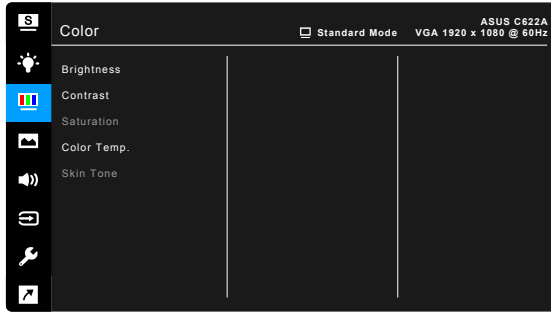 S
Color
Standard Mode
ASUS C622A
VGA 1920 x 1080 @ 60Hz
Brightness
Contrast
Saturation
Color Temp.
Skin Tone